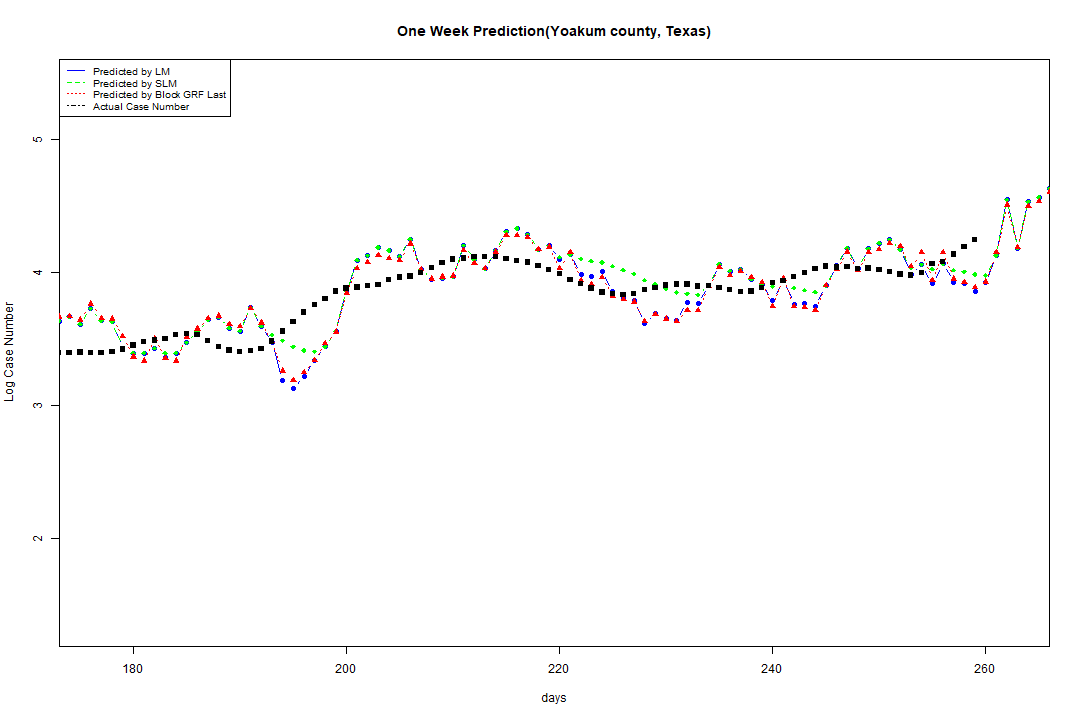 One Week Prediction(Yoakum county, Texas)
Predicted by LM
Predicted by SLM
Predicted by Block GRF Last
Actual Case Number
5
4
3
2
Log Case Number
180 200 220 240 260
days